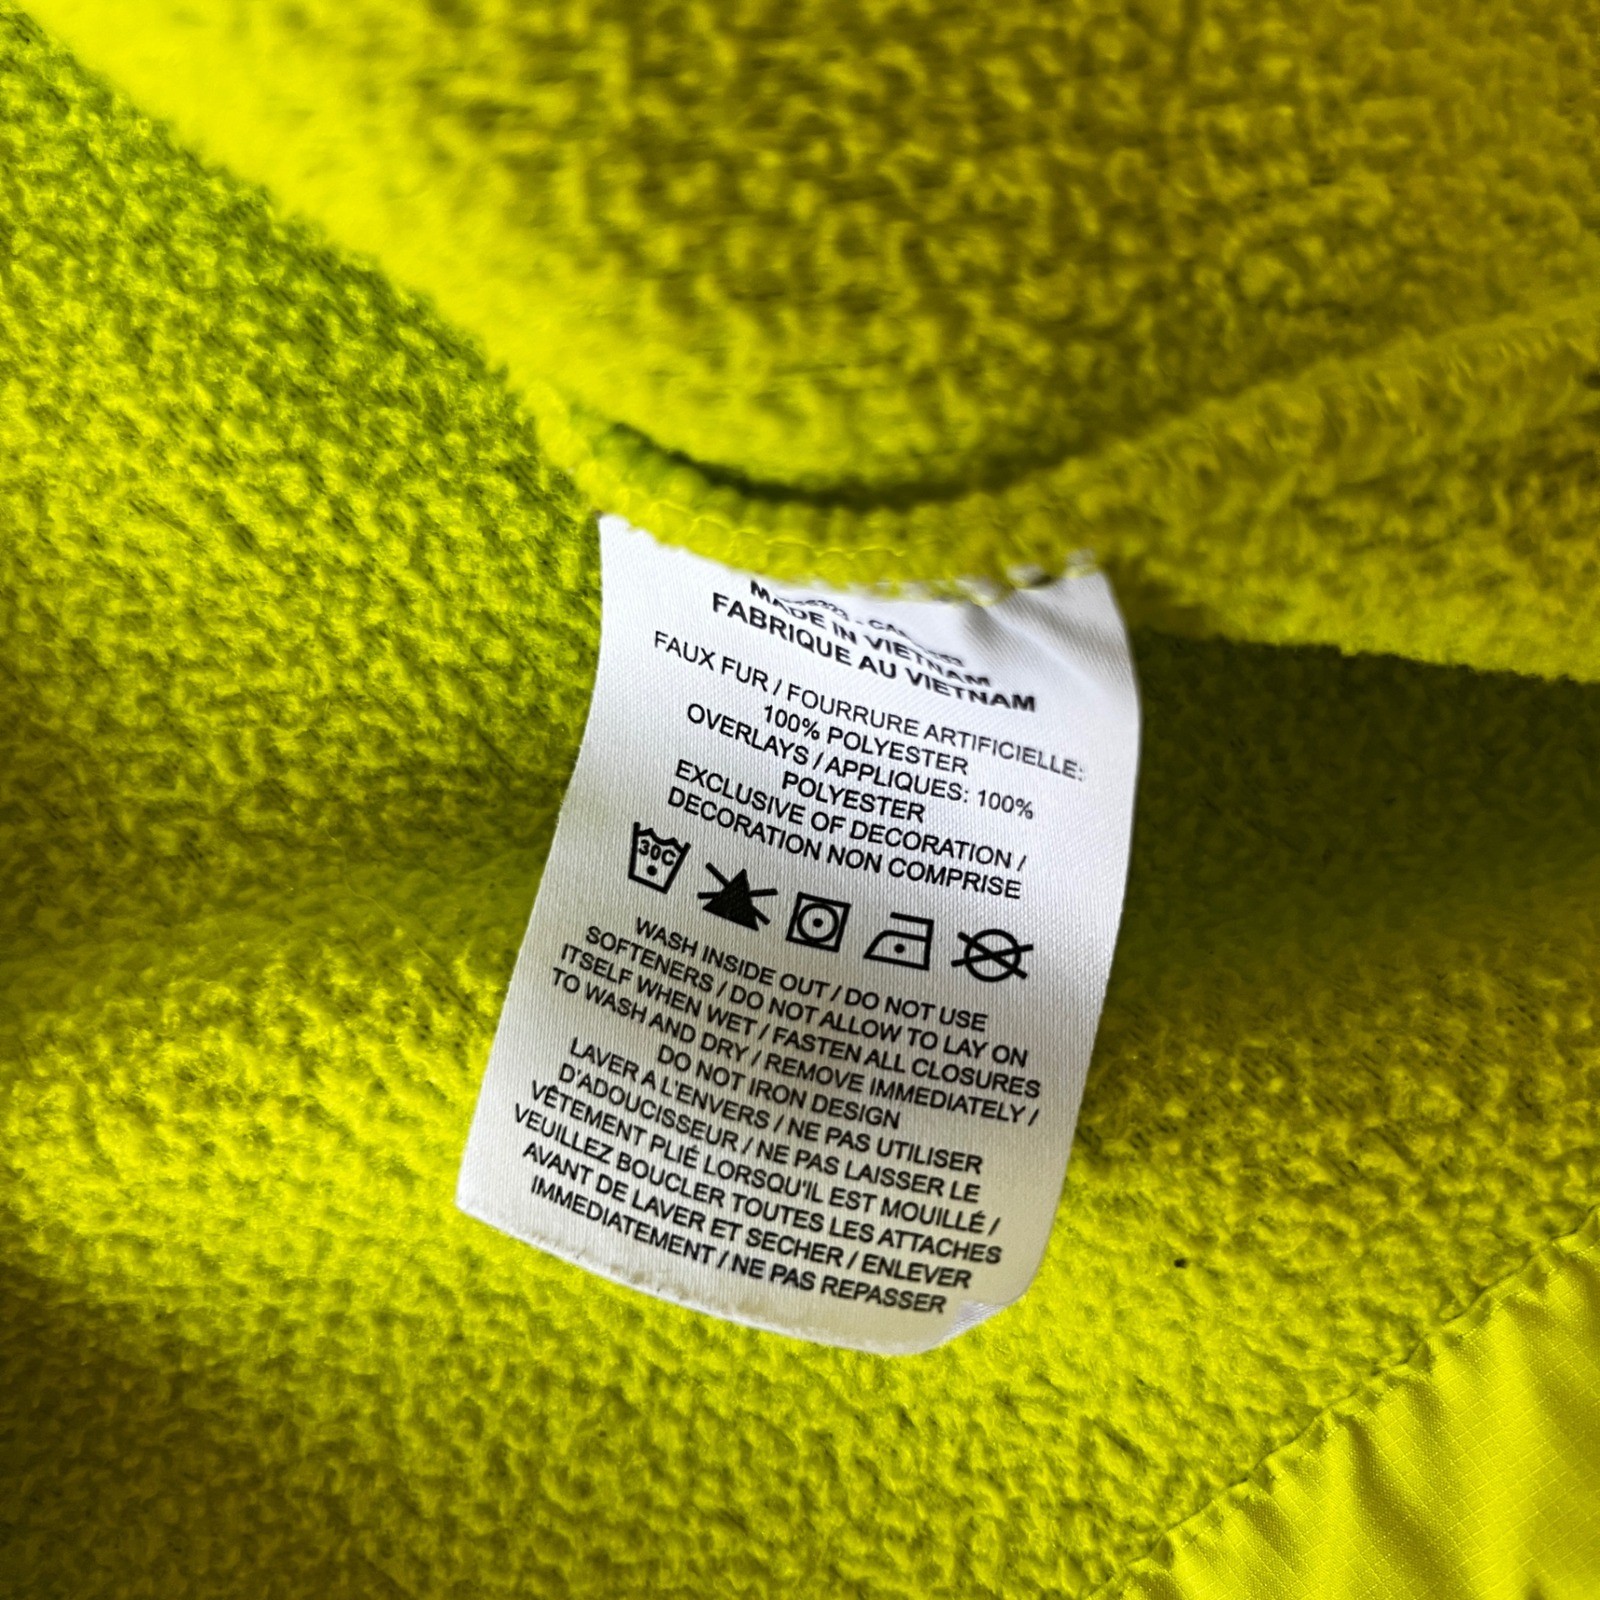 MADE IN VIETNAM
FABRIQUE AU VIETNAM
FAUX FUR / FOURRURE ARTIFICIELLE:
100% POLYESTER
OVERLAYS / APPLIQUES: 100%
POLYESTER
EXCLUSIVE OF DECORATION /
DECORATION NON COMPRISE
30C
WASH INSIDE OUT / DO NOT USE
SOFTENERS / DO NOT ALLOW TO LAY ON
ITSELF WHEN WET / FASTEN ALL CLOSURES
TO WASH AND DRY / REMOVE IMMEDIATELY /
DO NOT IRON DESIGN
LAVER A L'ENVERS / NE PAS UTILISER
D'ADOUCISSEUR / NE PAS LAISSER LE
VÊTEMENT PLIÉ LORSQU'IL EST MOUILLÉ /
VEUILLEZ BOUCLER TOUTES LES ATTACHES
AVANT DE LAVER ET SECHER / ENLEVER
IMMEDIATEMENT / NE PAS REPASSER